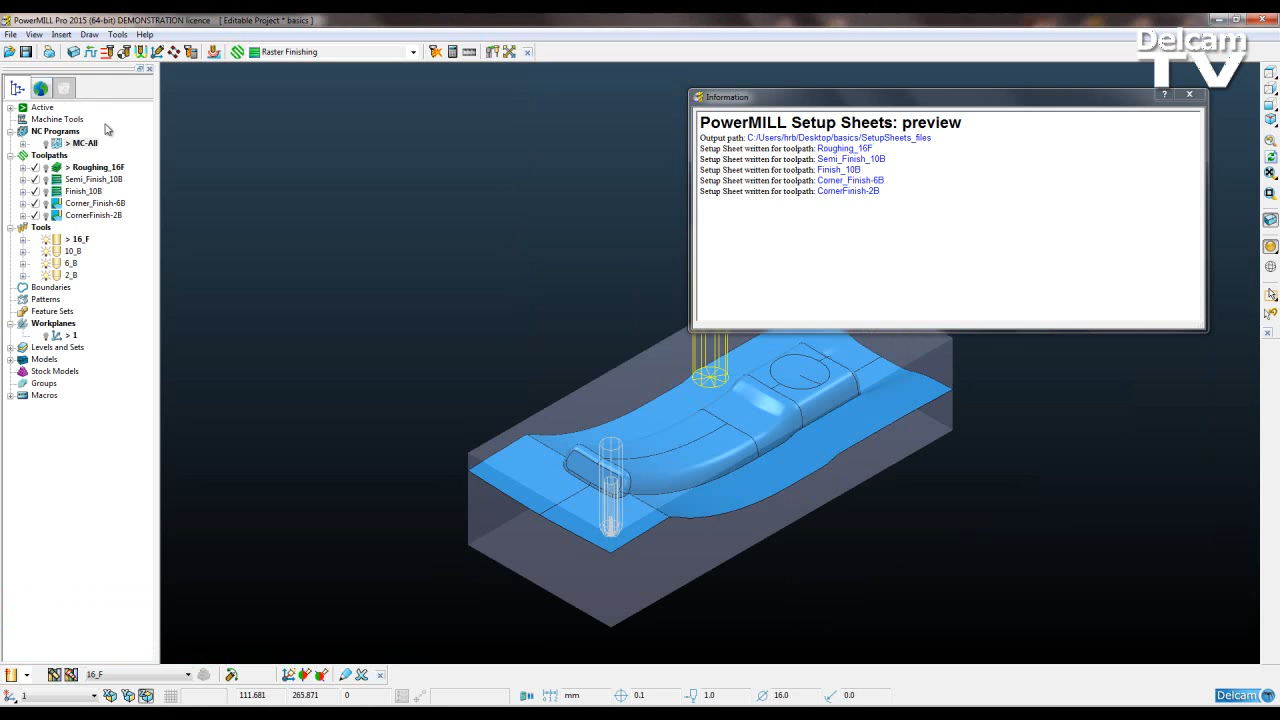 PowerMILL Pro 2015 (64-bit) DEMONSTRATION licence [ Editable Project * basics ]
File View Insert Draw Tools Help
Raster Finishing
Delcam
TV
Active
Machine Tools
NC Programs
> MC-All
Toolpaths
> Roughing_16F
Semi_Finish_10B
Finish_10B
Corner_Finish-6B
CornerFinish-2B
Tools
> 16_F
10_B
6_B
2_B
Boundaries
Patterns
Feature Sets
Workplanes
> 1
Levels and Sets
Models
Stock Models
Groups
Macros
Information
PowerMILL Setup Sheets: preview
Output path: C:/Users/hrb/Desktop/basics/SetupSheets_files
Setup Sheet written for toolpath: Roughing_16F
Setup Sheet written for toolpath: Semi_Finish_10B
Setup Sheet written for toolpath: Finish_10B
Setup Sheet written for toolpath: Corner_Finish-6B
Setup Sheet written for toolpath: CornerFinish-2B
16_F
1 111.681 265.871 0 mm 0.1 1.0 16.0 0.0 Delcam